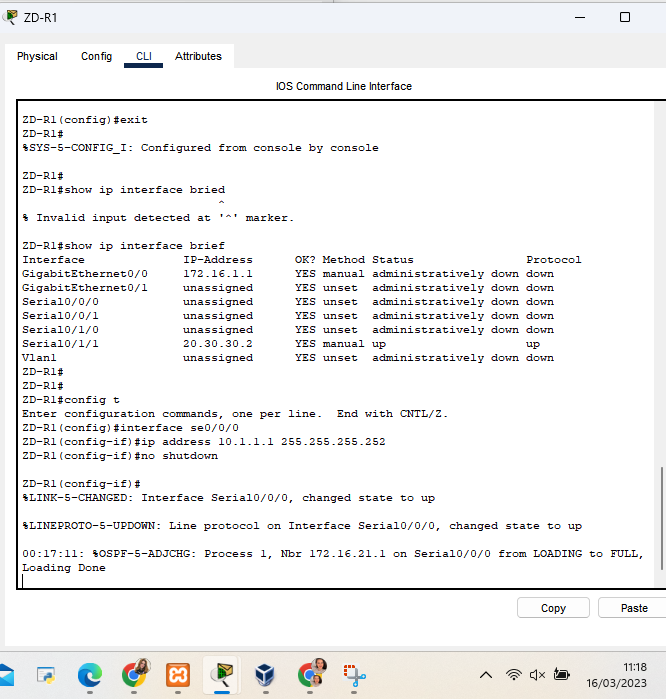 ZD-R1
Physical Config CLI Attributes
IOS Command Line Interface
ZD-R1(config)#exit
ZD-R1#
%SYS-5-CONFIG_I: Configured from console by console
ZD-R1#
ZD-R1#show ip interface bried
^
% Invalid input detected at '^' marker.
ZD-R1#show ip interface brief
Interface IP-Address OK? Method Status Protocol
GigabitEthernet0/0 172.16.1.1 YES manual administratively down down
GigabitEthernet0/1 unassigned YES unset administratively down down
Serial0/0/0 unassigned YES unset administratively down down
Serial0/0/1 unassigned YES unset administratively down down
Serial0/1/0 unassigned YES unset administratively down down
Serial0/1/1 20.30.30.2 YES manual up up
Vlan1 unassigned YES unset administratively down down
ZD-R1#
ZD-R1#
ZD-R1#config t
Enter configuration commands, one per line. End with CNTL/Z.
ZD-R1(config)#interface se0/0/0
ZD-R1(config-if)#ip address 10.1.1.1 255.255.255.252
ZD-R1(config-if)#no shutdown
ZD-R1(config-if)#
%LINK-5-CHANGED: Interface Serial0/0/0, changed state to up
%LINEPROTO-5-UPDOWN: Line protocol on Interface Serial0/0/0, changed state to up
00:17:11: %OSPF-5-ADJCHG: Process 1, Nbr 172.16.21.1 on Serial0/0/0 from LOADING to FULL,
Loading Done
Copy Paste
11:18
16/03/2023